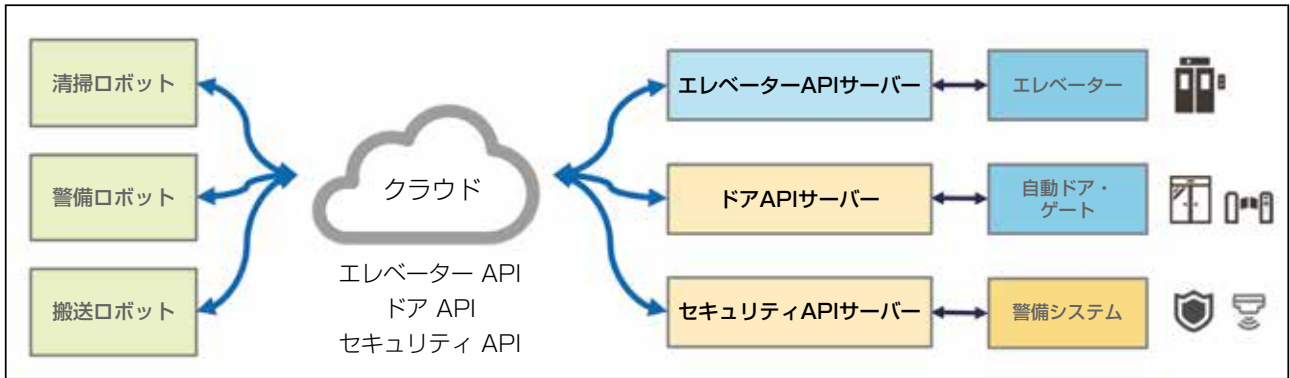 清掃ロボット
警備ロボット
搬送ロボット
クラウド
エレベーター API
ドア API
セキュリティ API
エレベーターAPIサーバー
エレベーター
ドアAPIサーバー
自動ドア・
ゲート
セキュリティAPIサーバー
警備システム